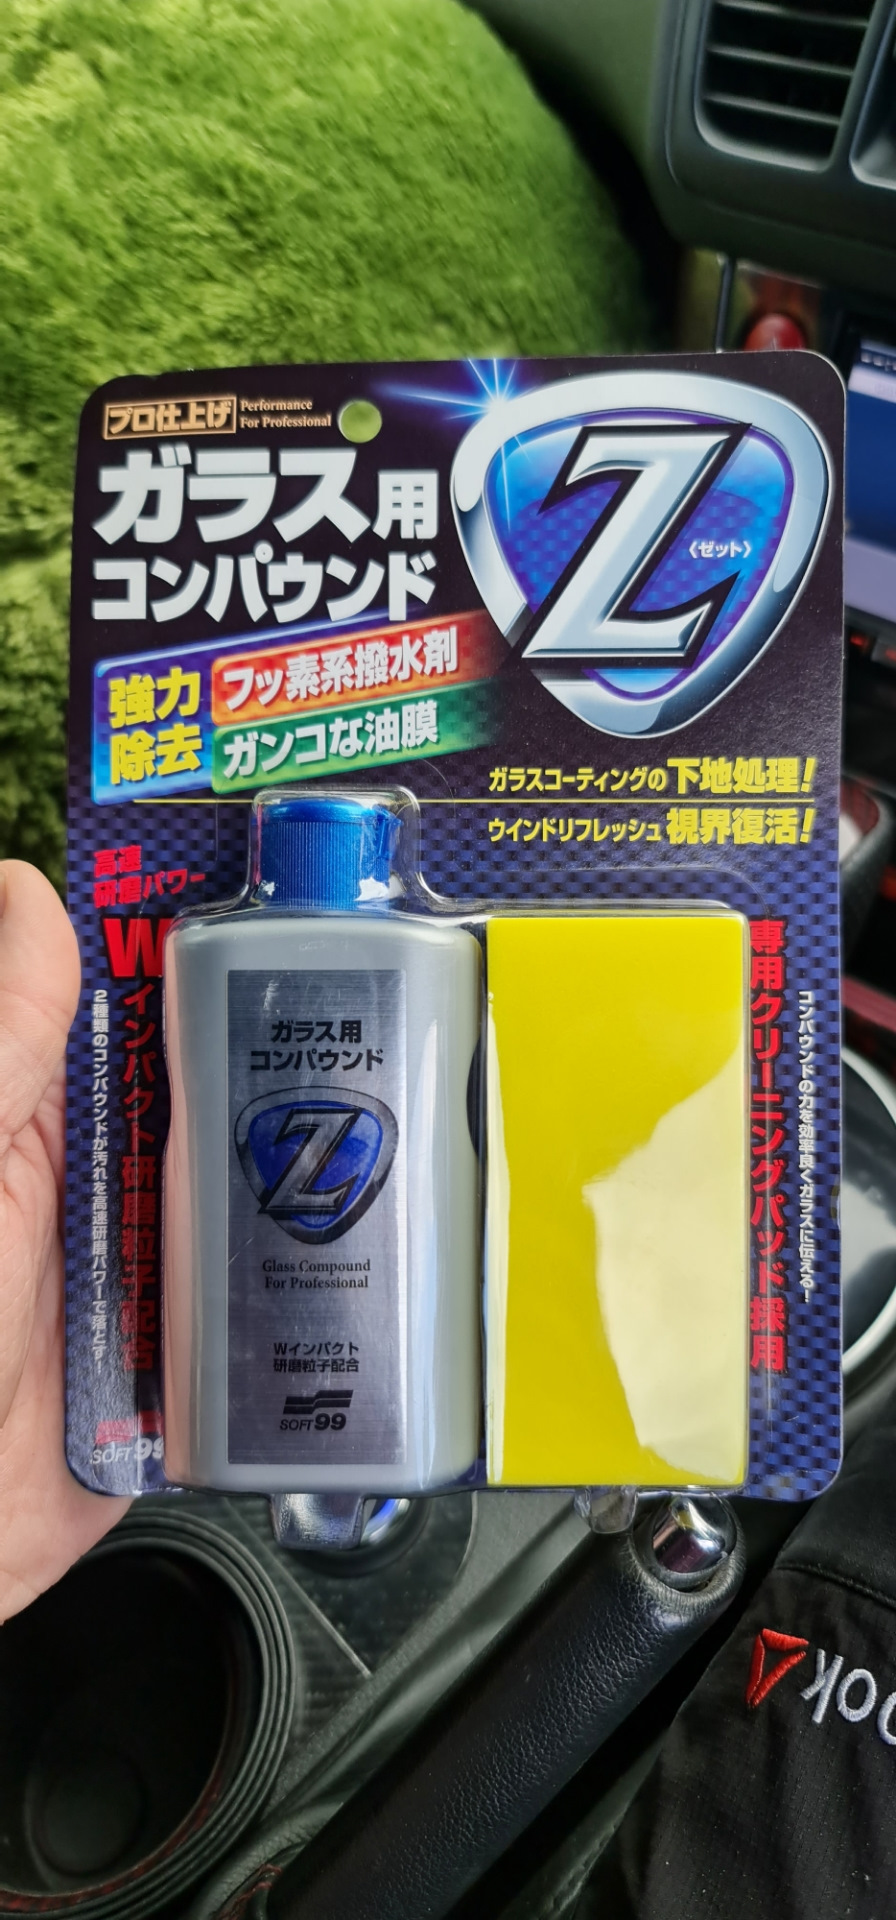 プロ仕上げ
Performance
For Professional
ガラス用
コンパウンド
Z
〈ゼット〉
強力
除去
フッ素系撥水剤
ガンコな油膜
ガラスコーティングの下地処理!
ウインドリフレッシュ視界復活!
高速
研磨パワー
W
インパクト研磨粒子配合
2種類のコンパウンドが汚れを高速研磨パワーで落とす!
SOFT99
ガラス用
コンパウンド
Z
Glass Compound
For Professional
Wインパクト
研磨粒子配合
SOFT99
専用クリーニングパッド採用
コンパウンドの力を効率良くガラスに伝える!
ook